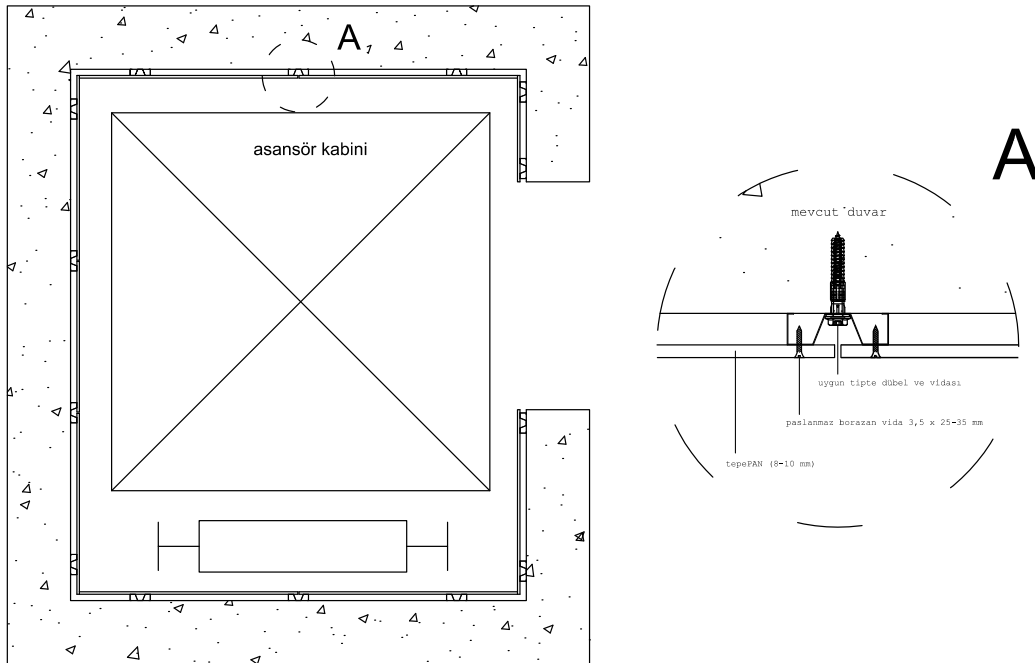 A1
asansör kabini
A
mevcut duvar
uygun tipte dübel ve vidası
paslanmaz borazan vida 3,5 x 25-35 mm
tepePAN (8-10 mm)